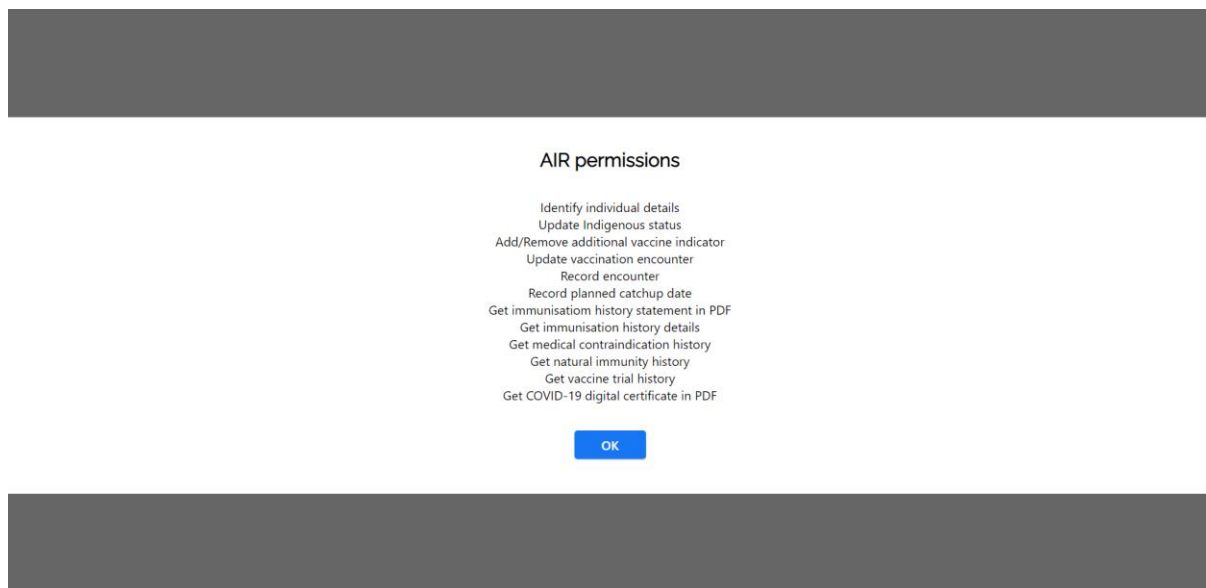 AIR permissions
Identify individual details
Update Indigenous status
Add/Remove additional vaccine indicator
Update vaccination encounter
Record encounter
Record planned catchup date
Get immunisatiom history statement in PDF
Get immunisation history details
Get medical contraindication history
Get natural immunity history
Get vaccine trial history
Get COVID-19 digital certificate in PDF
OK